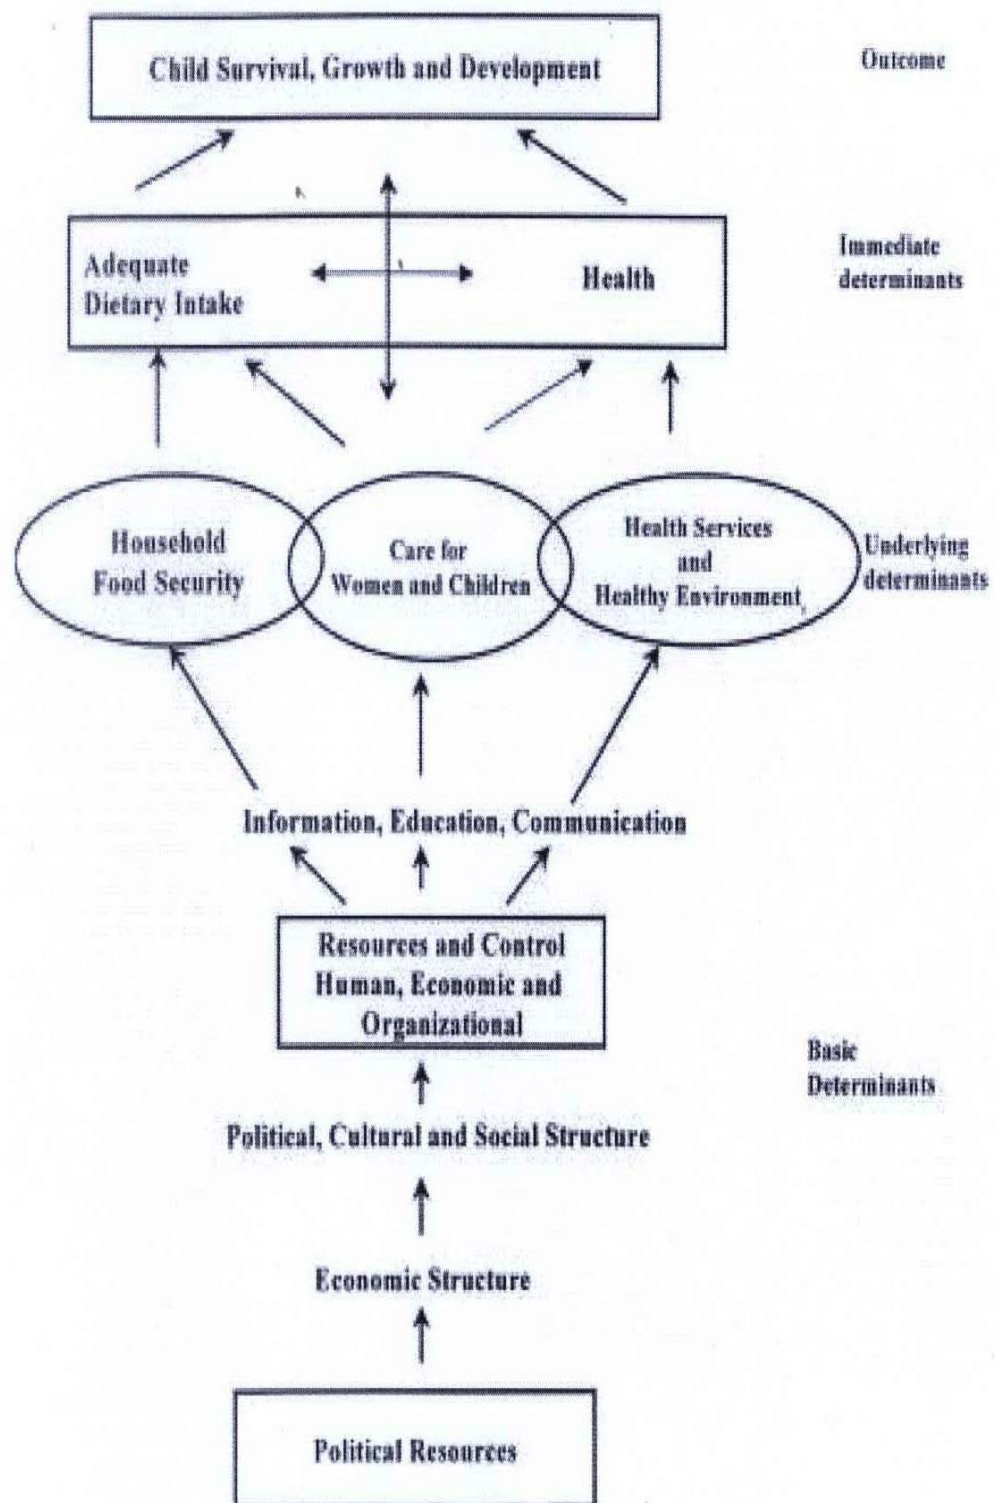 Child Survival, Growth and Development
Outcome
Adequate
Dietary Intake
Health
Immediate
determinants
Household
Food Security
Care for
Women and Children
Health Services
and
Healthy Environment
Underlying
determinants
Information, Education, Communication
Resources and Control
Human, Economic and
Organizational
Basic
Determinants
Political, Cultural and Social Structure
Economic Structure
Political Resources